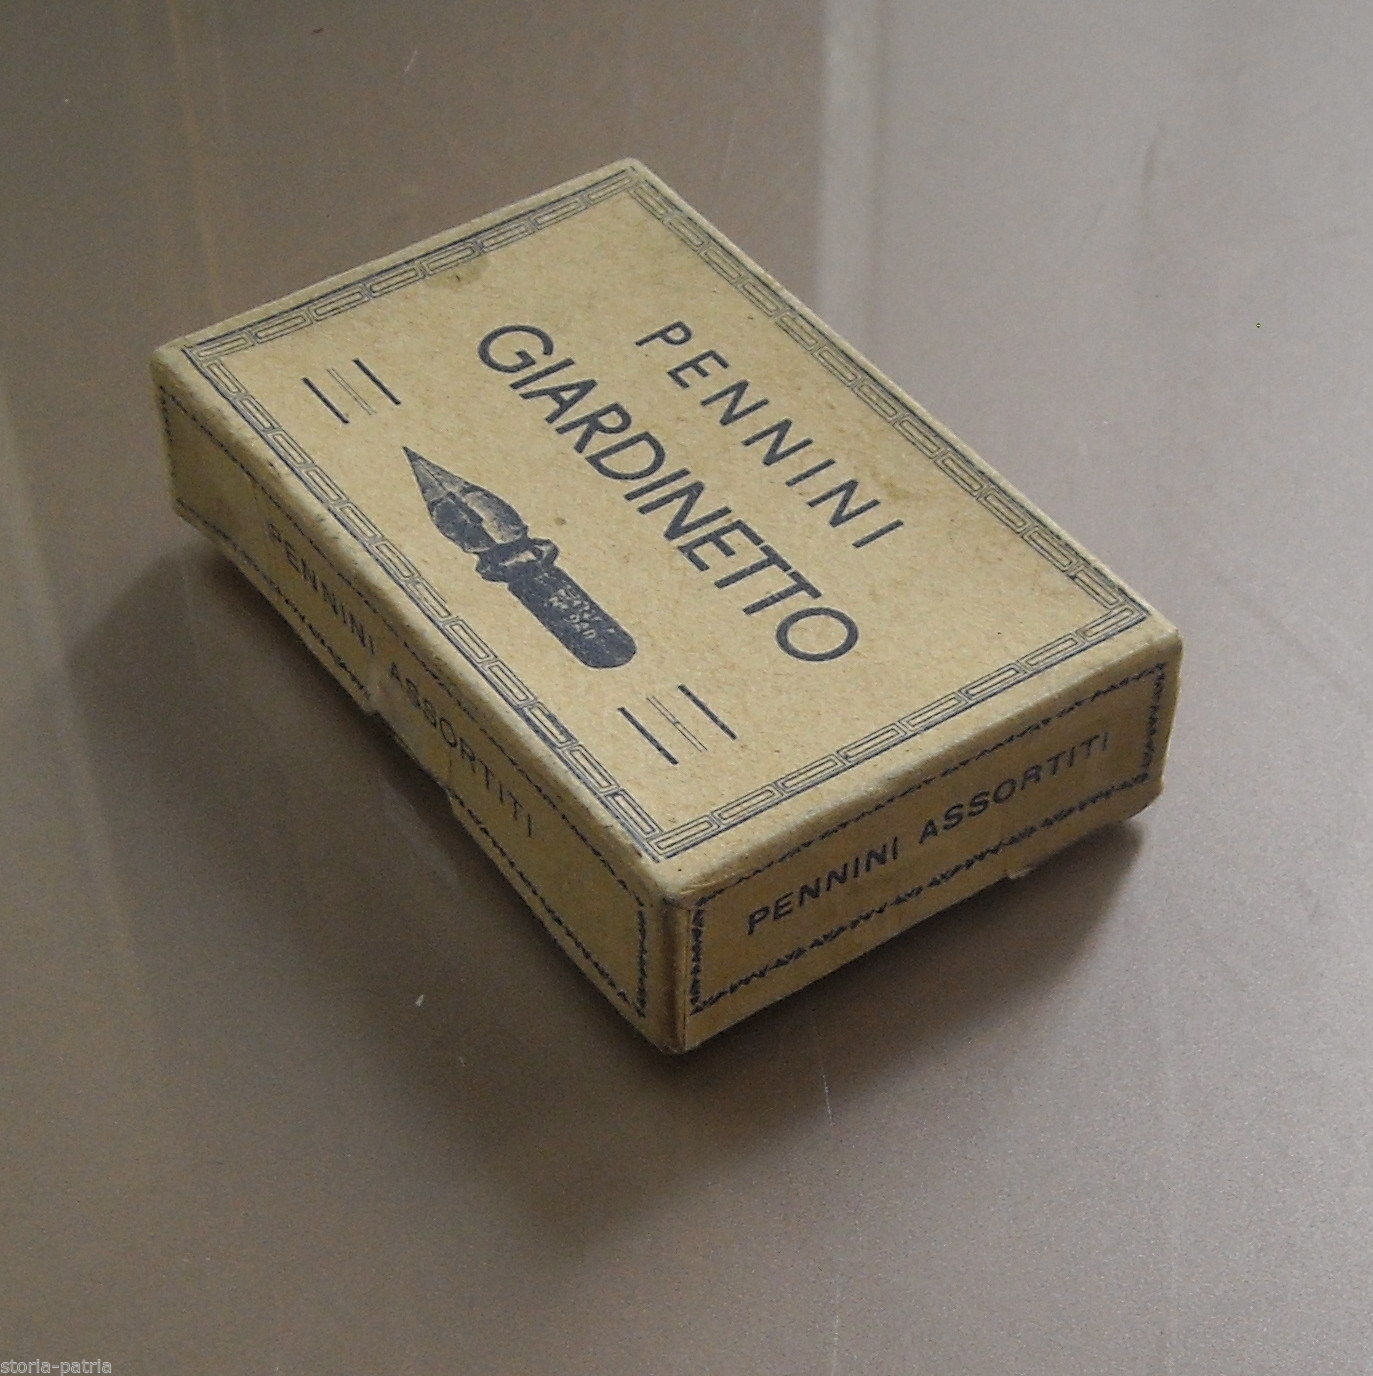 PENNINI
GIARDINETTO
PENNINI ASSORTITI
PENNINI ASSORTITI
storia-patria